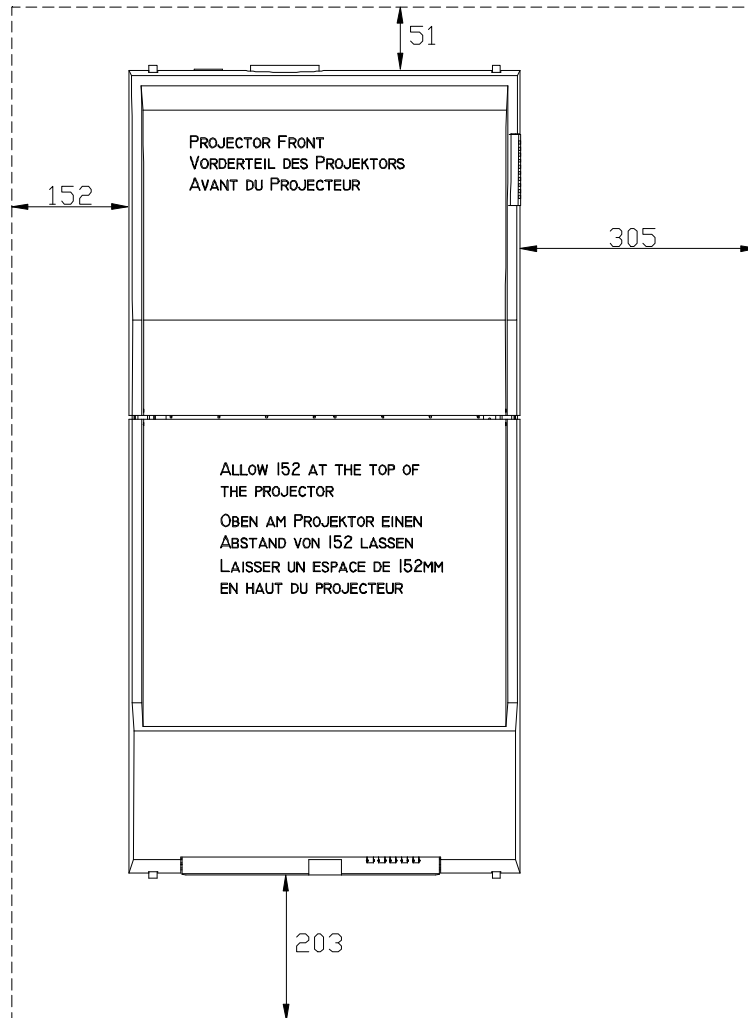 51
PROJECTOR FRONT
VORDERTEIL DES PROJEKTORS
AVANT DU PROJECTEUR
152
305
ALLOW 152 AT THE TOP OF
THE PROJECTOR
OBEN AM PROJEKTOR EINEN
ABSTAND VON 152 LASSEN
LAISSER UN ESPACE DE 152MM
EN HAUT DU PROJECTEUR
203